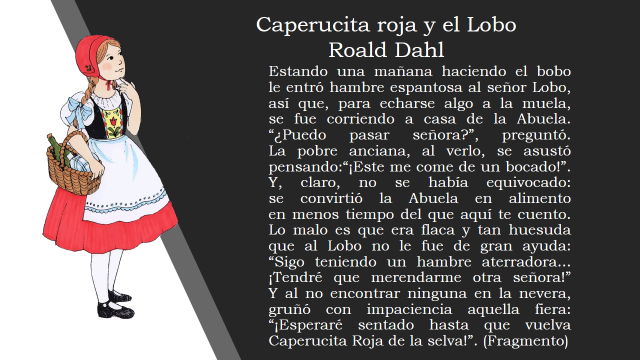 Caperucita roja y el Lobo
Roald Dahl
Estando una mañana haciendo el bobo
le entró hambre espantosa al señor Lobo,
así que, para echarse algo a la muela,
se fue corriendo a casa de la Abuela.
“¿Puedo pasar señora?”, preguntó.
La pobre anciana, al verlo, se asustó
pensando:“¡Este me come de un bocado!”.
Y, claro, no se había equivocado:
se convirtió la Abuela en alimento
en menos tiempo del que aquí te cuento.
Lo malo es que era flaca y tan huesuda
que al Lobo no le fue de gran ayuda:
“Sigo teniendo un hambre aterradora...
¡Tendré que merendarme otra señora!”
Y al no encontrar ninguna en la nevera,
gruñó con impaciencia aquella fiera:
“¡Esperaré sentado hasta que vuelva
Caperucita Roja de la selva!”. (Fragmento)